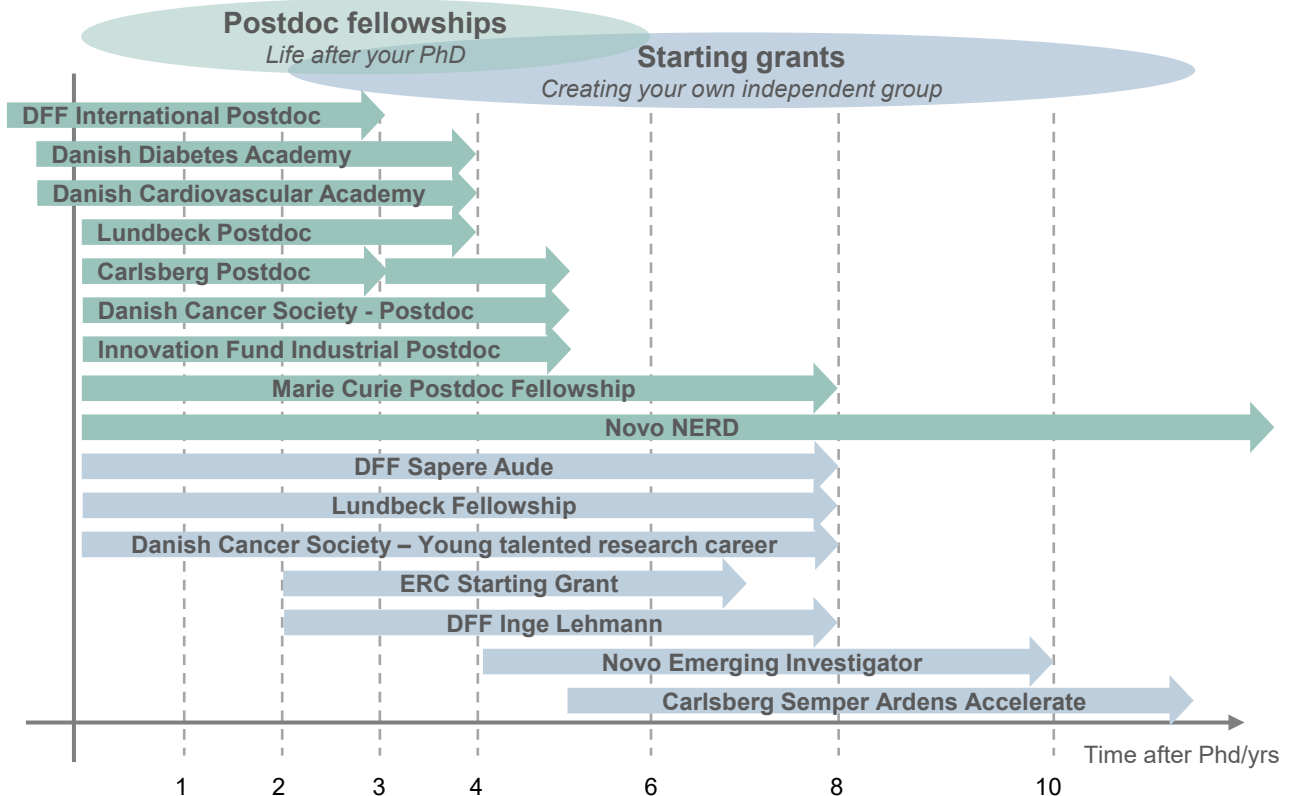 Postdoc fellowships
Life after your PhD
Starting grants
Creating your own independent group
DFF International Postdoc
Danish Diabetes Academy
Danish Cardiovascular Academy
Lundbeck Postdoc
Carlsberg Postdoc
Danish Cancer Society - Postdoc
Innovation Fund Industrial Postdoc
Marie Curie Postdoc Fellowship
Novo NERD
DFF Sapere Aude
Lundbeck Fellowship
Danish Cancer Society – Young talented research career
ERC Starting Grant
DFF Inge Lehmann
Novo Emerging Investigator
Carlsberg Semper Ardens Accelerate
Time after Phd/yrs
1 2 3 4 6 8 10